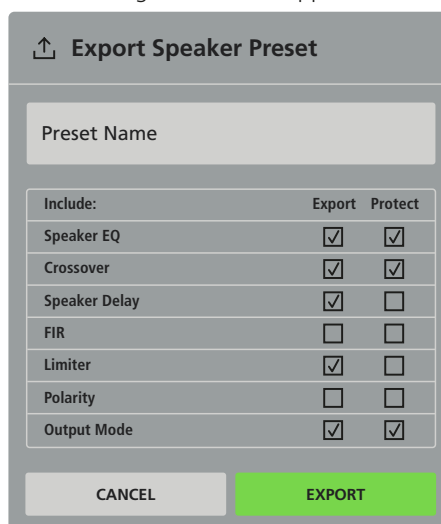 Export Speaker Preset
Preset Name
Include: Export Protect
Speaker EQ
Crossover
Speaker Delay
FIR
Limiter
Polarity
Output Mode
CANCEL EXPORT